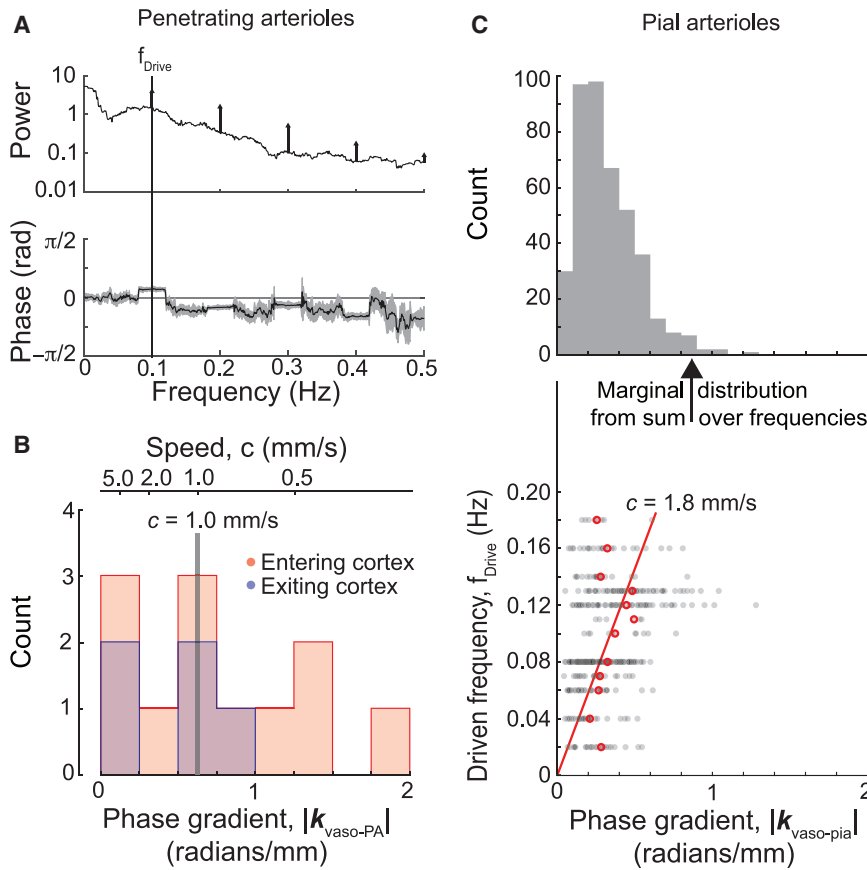 A
Penetrating arterioles
f_Drive
Power
10
1
0.1
0.01
Phase (rad)
π/2
0
−π/2
0
0.1
0.2
0.3
0.4
0.5
Frequency (Hz)
B
Speed, c (mm/s)
5.0
2.0
1.0
0.5
c = 1.0 mm/s
Entering cortex
Exiting cortex
Count
4
3
2
1
0
0
1
2
Phase gradient, |k_vaso-PA|
(radians/mm)
C
Pial arterioles
Count
100
80
60
40
20
0
Marginal distribution
from sum over frequencies
Driven frequency, f_Drive (Hz)
0.20
0.16
0.12
0.08
0.04
0
c = 1.8 mm/s
0
1
2
Phase gradient, |k_vaso-pia|
(radians/mm)